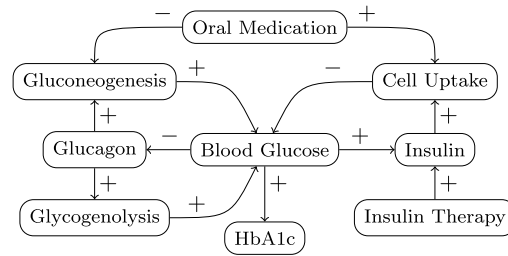 − Oral Medication +
Gluconeogenesis + − Cell Uptake
+ +
Glucagon − Blood Glucose + Insulin
+ + +
Glycogenolysis + Insulin Therapy
HbA1c